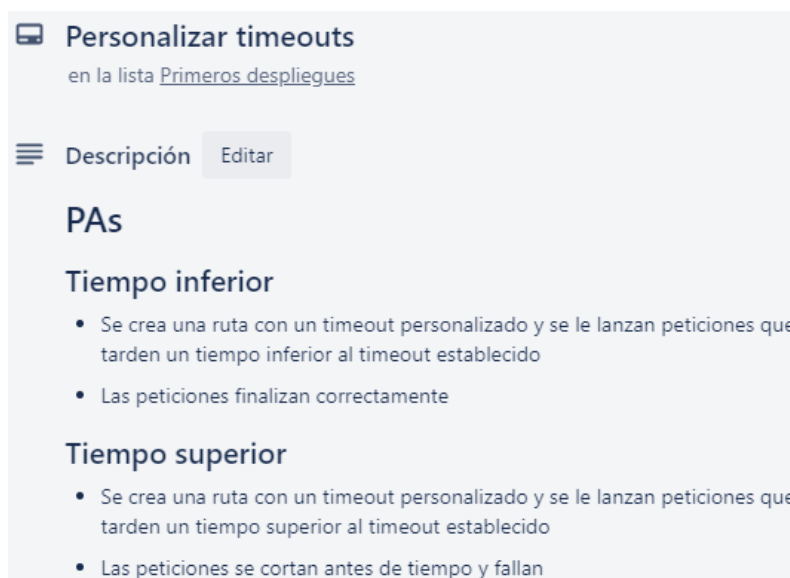 Personalizar timeouts
en la lista Primeros despliegues
Descripción Editar
PAs
Tiempo inferior
• Se crea una ruta con un timeout personalizado y se le lanzan peticiones que
tarden un tiempo inferior al timeout establecido
• Las peticiones finalizan correctamente
Tiempo superior
• Se crea una ruta con un timeout personalizado y se le lanzan peticiones que
tarden un tiempo superior al timeout establecido
• Las peticiones se cortan antes de tiempo y fallan